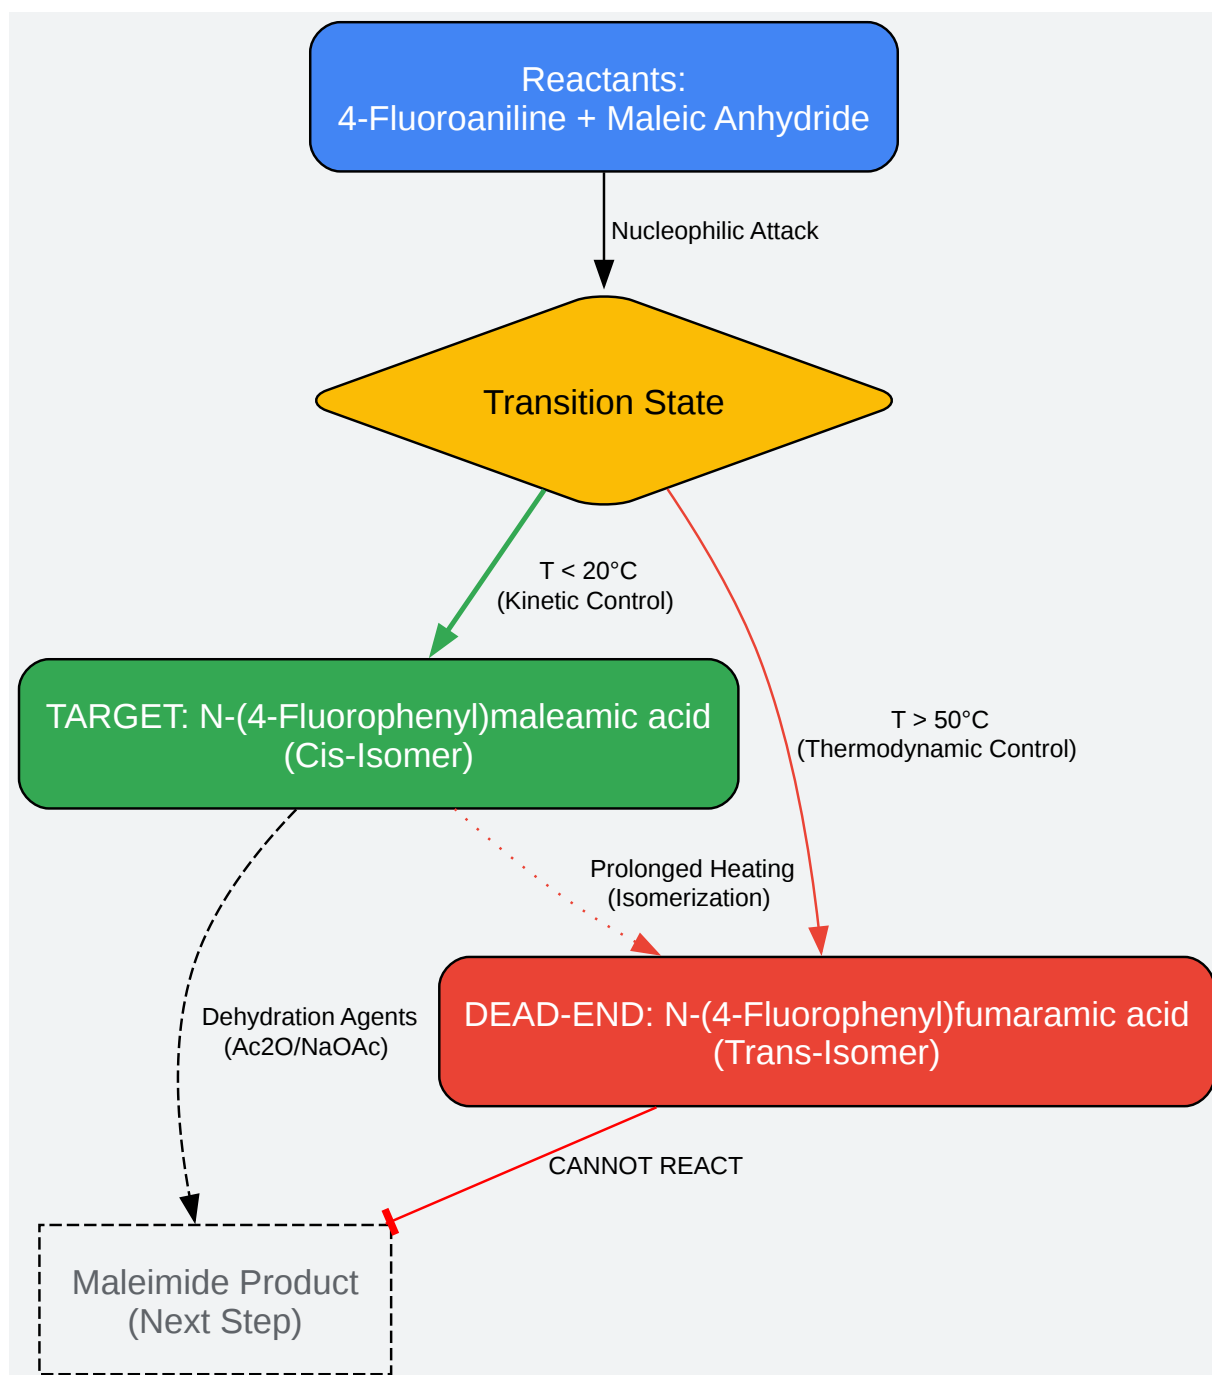 Reactants:
4-Fluoroaniline + Maleic Anhydride
Nucleophilic Attack
Transition State
T < 20°C
(Kinetic Control)
TARGET: N-(4-Fluorophenyl)maleamic acid
(Cis-Isomer)
T > 50°C
(Thermodynamic Control)
Prolonged Heating
(Isomerization)
Dehydration Agents
(Ac2O/NaOAc)
DEAD-END: N-(4-Fluorophenyl)fumaramic acid
(Trans-Isomer)
CANNOT REACT
Maleimide Product
(Next Step)